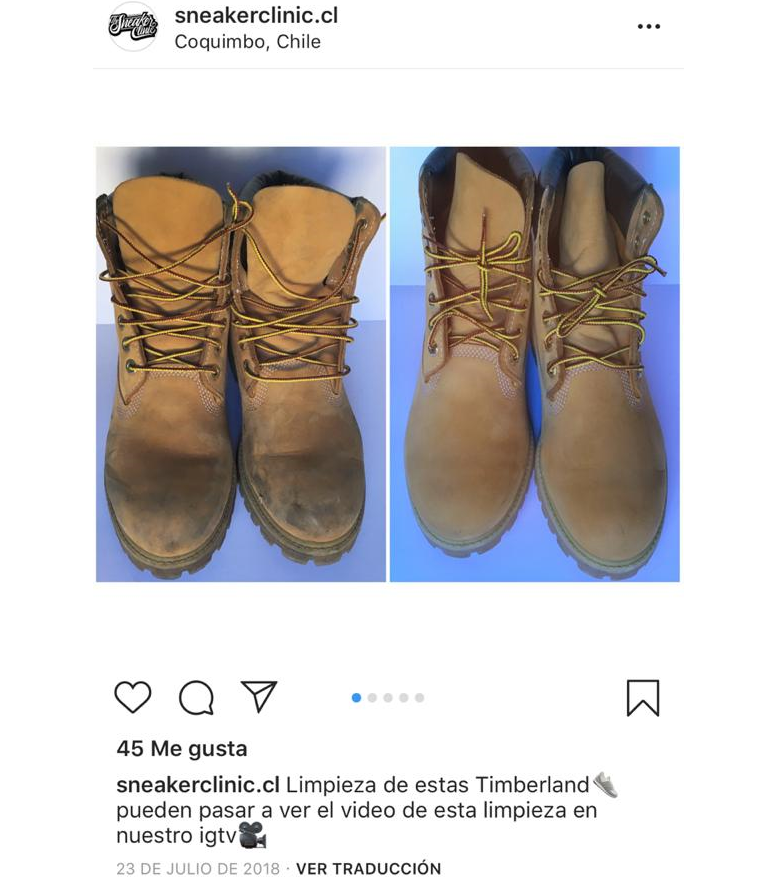 Sneaker
Clinic
sneakerclinic.cl
Coquimbo, Chile
45 Me gusta
sneakerclinic.cl Limpieza de estas Timberland👟
pueden pasar a ver el video de esta limpieza en
nuestro igtv🎥
23 DE JULIO DE 2018 · VER TRADUCCIÓN